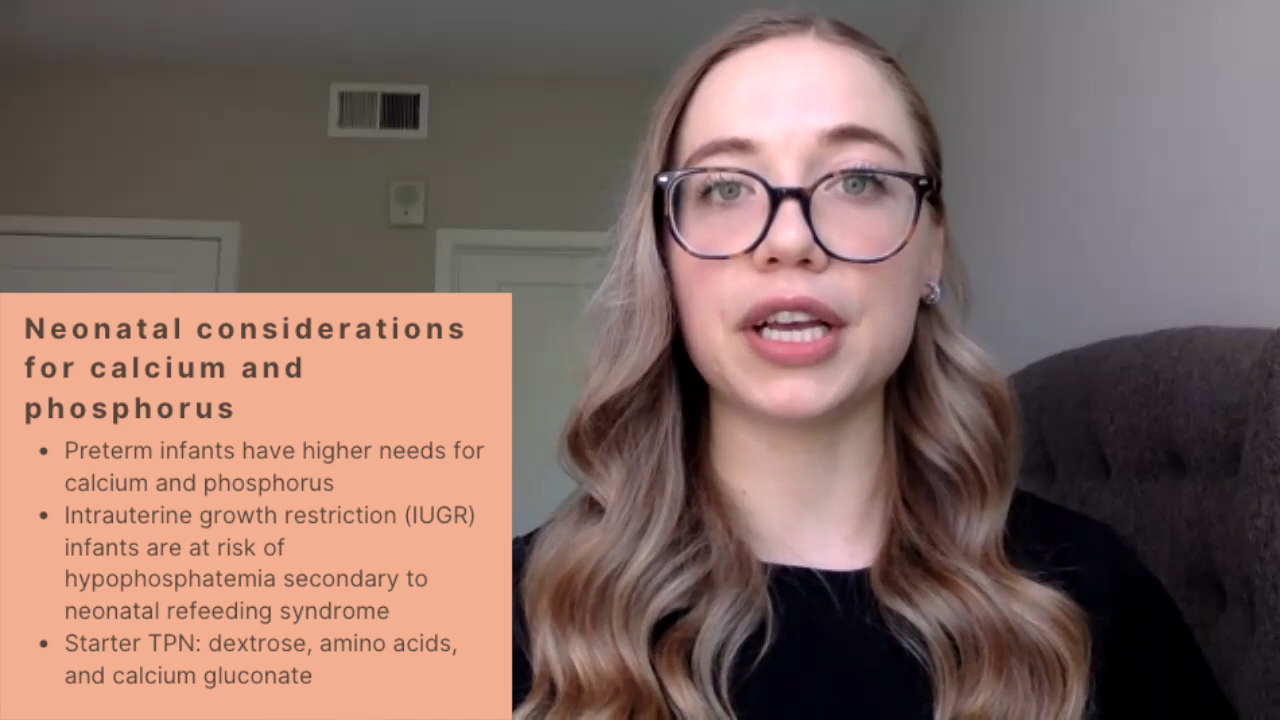 Neonatal considerations
for calcium and
phosphorus
• Preterm infants have higher needs for
calcium and phosphorus
• Intrauterine growth restriction (IUGR)
infants are at risk of
hypophosphatemia secondary to
neonatal refeeding syndrome
• Starter TPN: dextrose, amino acids,
and calcium gluconate